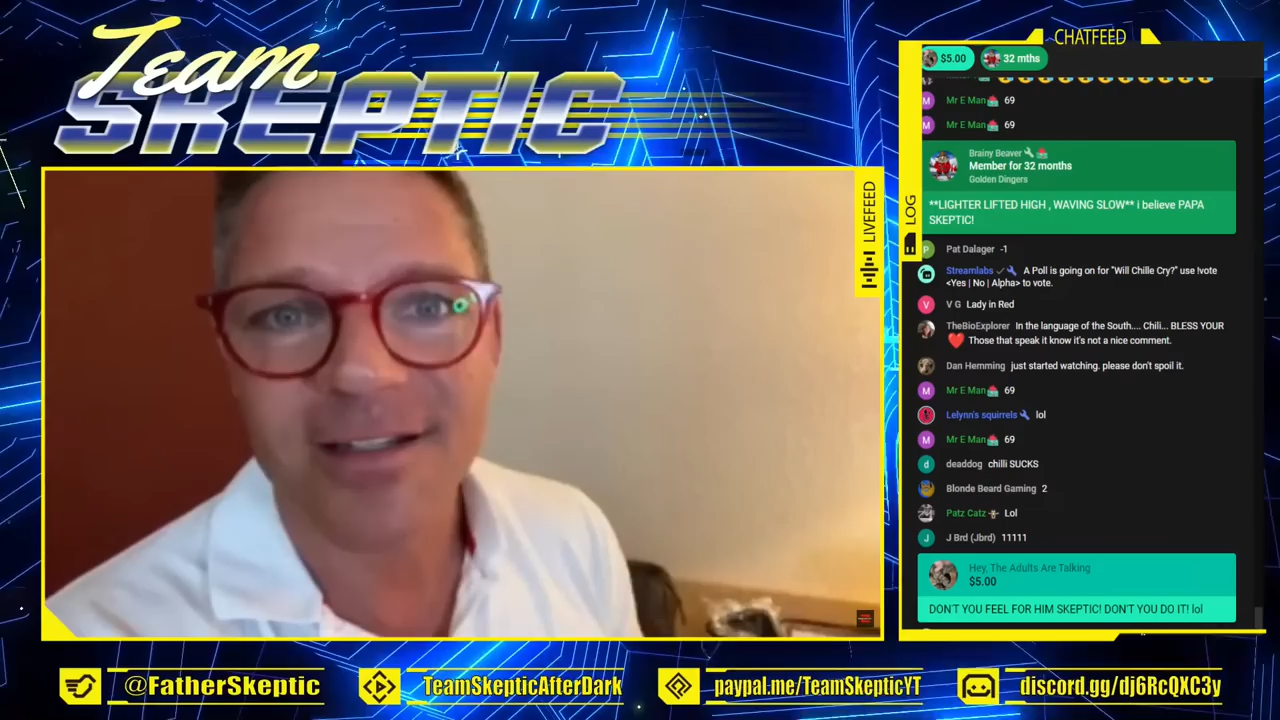 Team
SKEPTIC
CHATFEED
$5.00
32 mths
Mr E Man 69
Mr E Man 69
Brainy Beaver
Member for 32 months
Golden Dingers
**LIGHTER LIFTED HIGH , WAVING SLOW** i believe PAPA
SKEPTIC!
Pat Dalager -1
Streamlabs A Poll is going on for "Will Chille Cry?" use !vote
<Yes | No | Alpha> to vote.
V G Lady in Red
TheBioExplorer In the language of the South.... Chili... BLESS YOUR
Those that speak it know it's not a nice comment.
Dan Hemming just started watching. please don't spoil it.
M Mr E Man 69
Lelynn's squirrels lol
M Mr E Man 69
d deaddog chilli SUCKS
Blonde Beard Gaming 2
Patz Catz Lol
J J Brd (Jbrd) 11111
Hey, The Adults Are Talking
$5.00
DON'T YOU FEEL FOR HIM SKEPTIC! DON'T YOU DO IT! lol
LIVEFEED
LOG
@FatherSkeptic
TeamSkepticAfterDark
paypal.me/TeamSkepticYT
discord.gg/dj6RcQXC3y